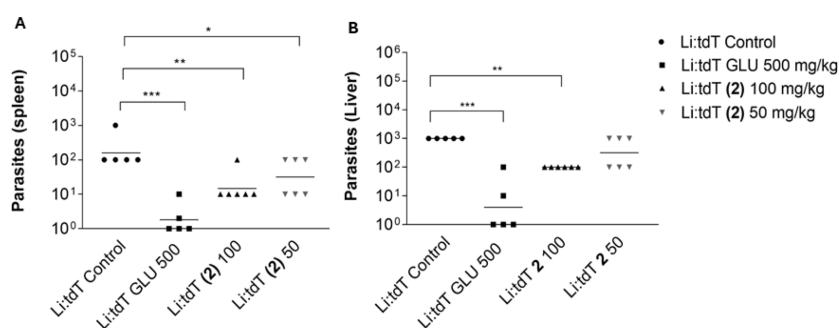 A
Parasites (spleen)
10⁵
10⁴
10³
10²
10¹
10⁰
***
**
*
Li:tdT Control
Li:tdT GLU 500
Li:tdT (2) 100
Li:tdT (2) 50
B
Parasites (Liver)
10⁶
10⁵
10⁴
10³
10²
10¹
10⁰
***
**
Li:tdT Control
Li:tdT GLU 500
Li:tdT 2 100
Li:tdT 2 50
Li:tdT Control
Li:tdT GLU 500 mg/kg
Li:tdT (2) 100 mg/kg
Li:tdT (2) 50 mg/kg